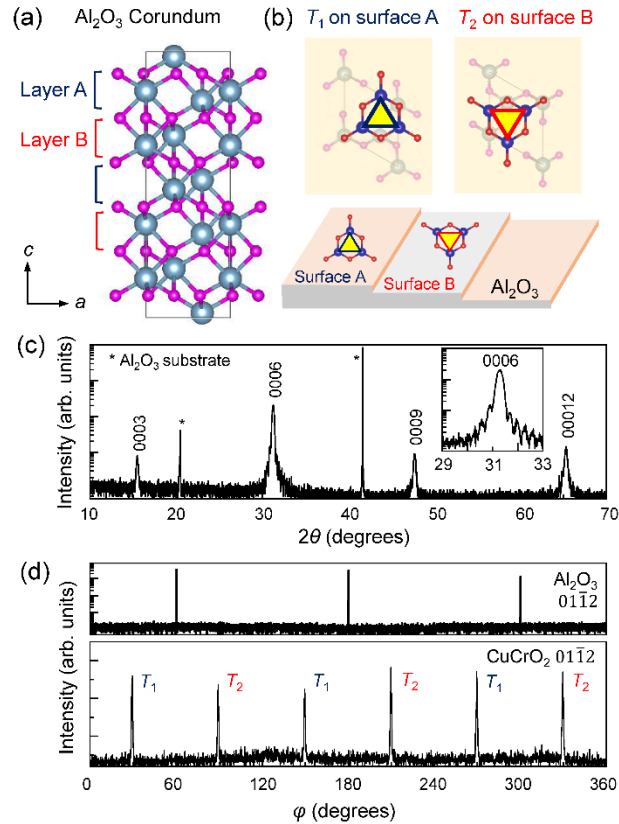 (a) Al₂O₃ Corundum
Layer A
Layer B
c
a
(b) T₁ on surface A T₂ on surface B
Surface A
Surface B
Al₂O₃
(c)
Intensity (arb. units)
* Al₂O₃ substrate
0003
*
0006
*
0009
00012
0006
29 31 33
10 20 30 40 50 60 70
2θ (degrees)
(d)
Intensity (arb. units)
Al₂O₃
011̄2
CuCrO₂ 011̄2
T₁ T₂ T₁ T₂ T₁ T₂
0 60 120 180 240 300 360
φ (degrees)